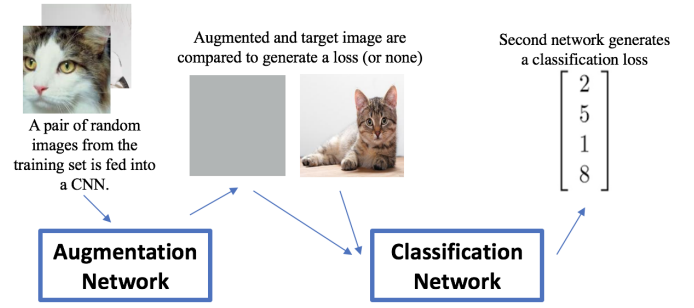 Augmented and target image are
compared to generate a loss (or none)
Second network generates
a classification loss
2
5
1
8
A pair of random
images from the
training set is fed into
a CNN.
Augmentation
Network
Classification
Network